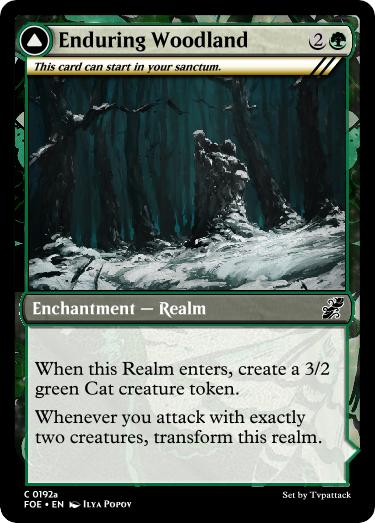 Enduring Woodland 2
This card can start in your sanctum.
Enchantment — Realm
When this Realm enters, create a 3/2
green Cat creature token.
Whenever you attack with exactly
two creatures, transform this realm.
C 0192a
FOE • EN Ilya Popov
Set by Tvpattack